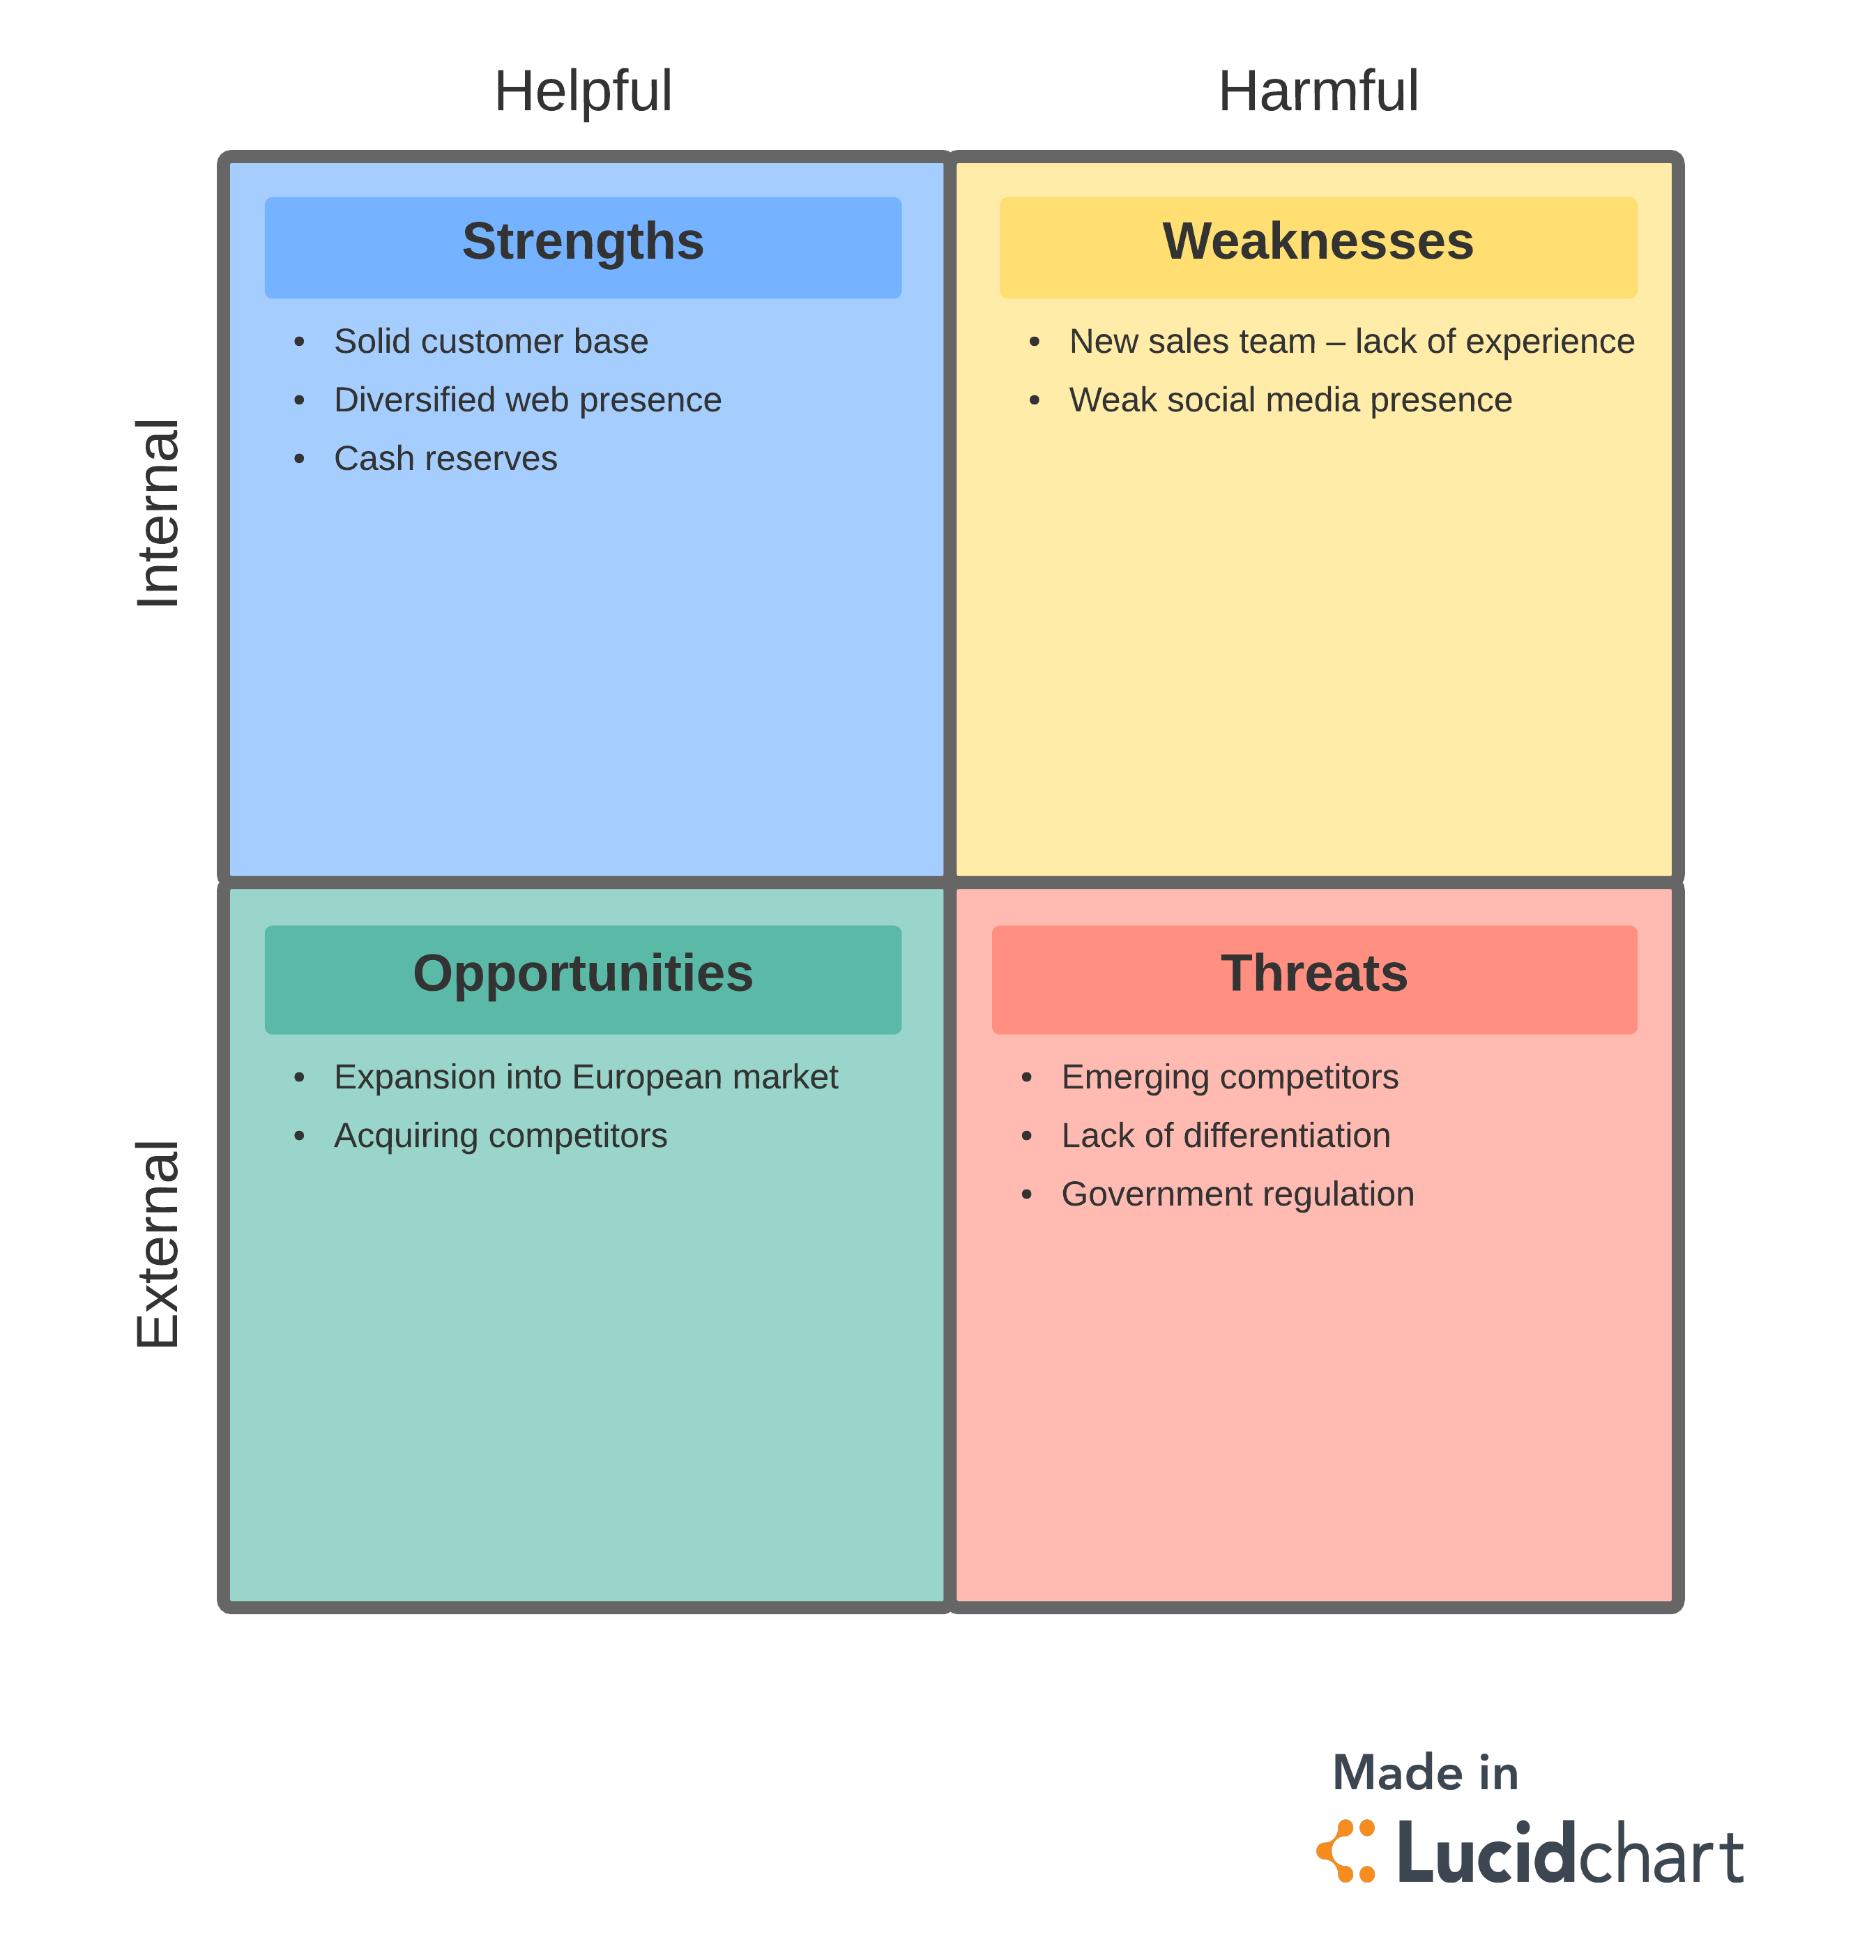 Helpful
Harmful
Internal
Strengths
• Solid customer base
• Diversified web presence
• Cash reserves
Weaknesses
• New sales team – lack of experience
• Weak social media presence
External
Opportunities
• Expansion into European market
• Acquiring competitors
Threats
• Emerging competitors
• Lack of differentiation
• Government regulation
Made in
Lucidchart